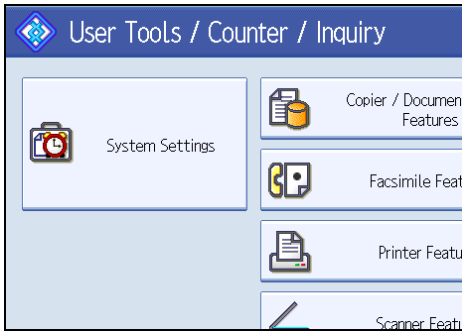 User Tools / Counter / Inquiry
System Settings
Copier / Documen
Features
Facsimile Feat
Printer Featu
Scanner Featu